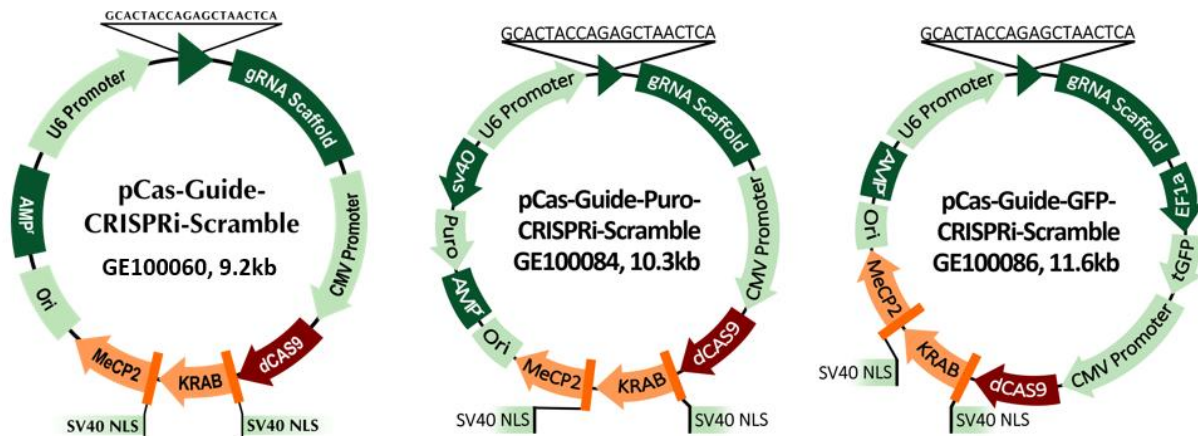 GCACTACCAGAGCTAACTCA
U6 Promoter
gRNA Scaffold
CMV Promoter
dCAS9
KRAB
MeCP2
Ori
AMPr
SV40 NLS
SV40 NLS
pCas-Guide-
CRISPRi-Scramble
GE100060, 9.2kb
GCACTACCAGAGCTAACTCA
U6 Promoter
gRNA Scaffold
CMV Promoter
dCAS9
KRAB
MeCP2
Ori
AMPr
Puro
sv40
SV40 NLS
SV40 NLS
pCas-Guide-Puro-
CRISPRi-Scramble
GE100084, 10.3kb
GCACTACCAGAGCTAACTCA
U6 Promoter
gRNA Scaffold
EF1a
tGFP
CMV Promoter
dCAS9
KRAB
MeCP2
Ori
AMPr
SV40 NLS
SV40 NLS
pCas-Guide-GFP-
CRISPRi-Scramble
GE100086, 11.6kb